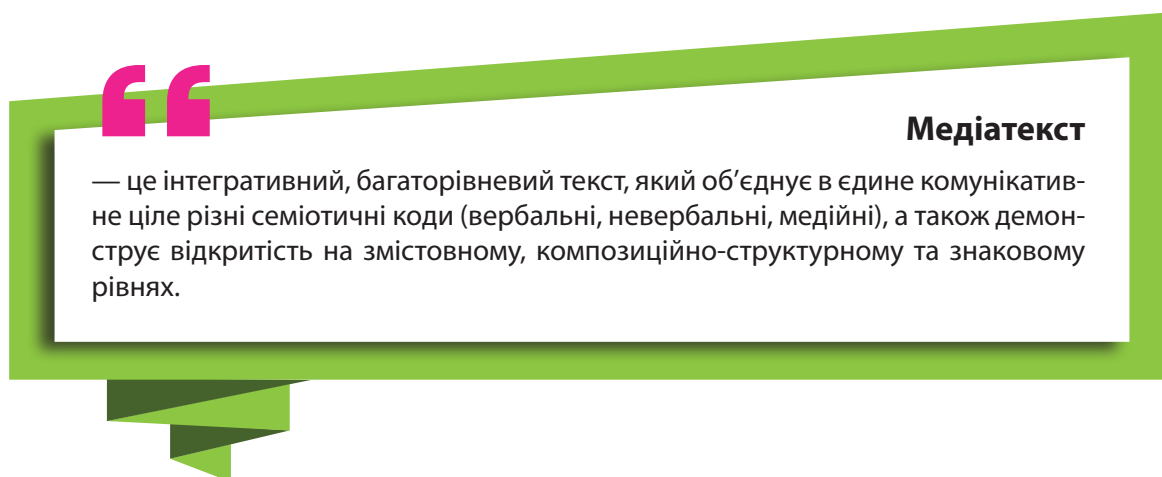 Медіатекст
— це інтегративний, багаторівневий текст, який об’єднує в єдине комунікатив-
не ціле різні семіотичні коди (вербальні, невербальні, медійні), а також демон-
струє відкритість на змістовному, композиційно-структурному та знаковому
рівнях.